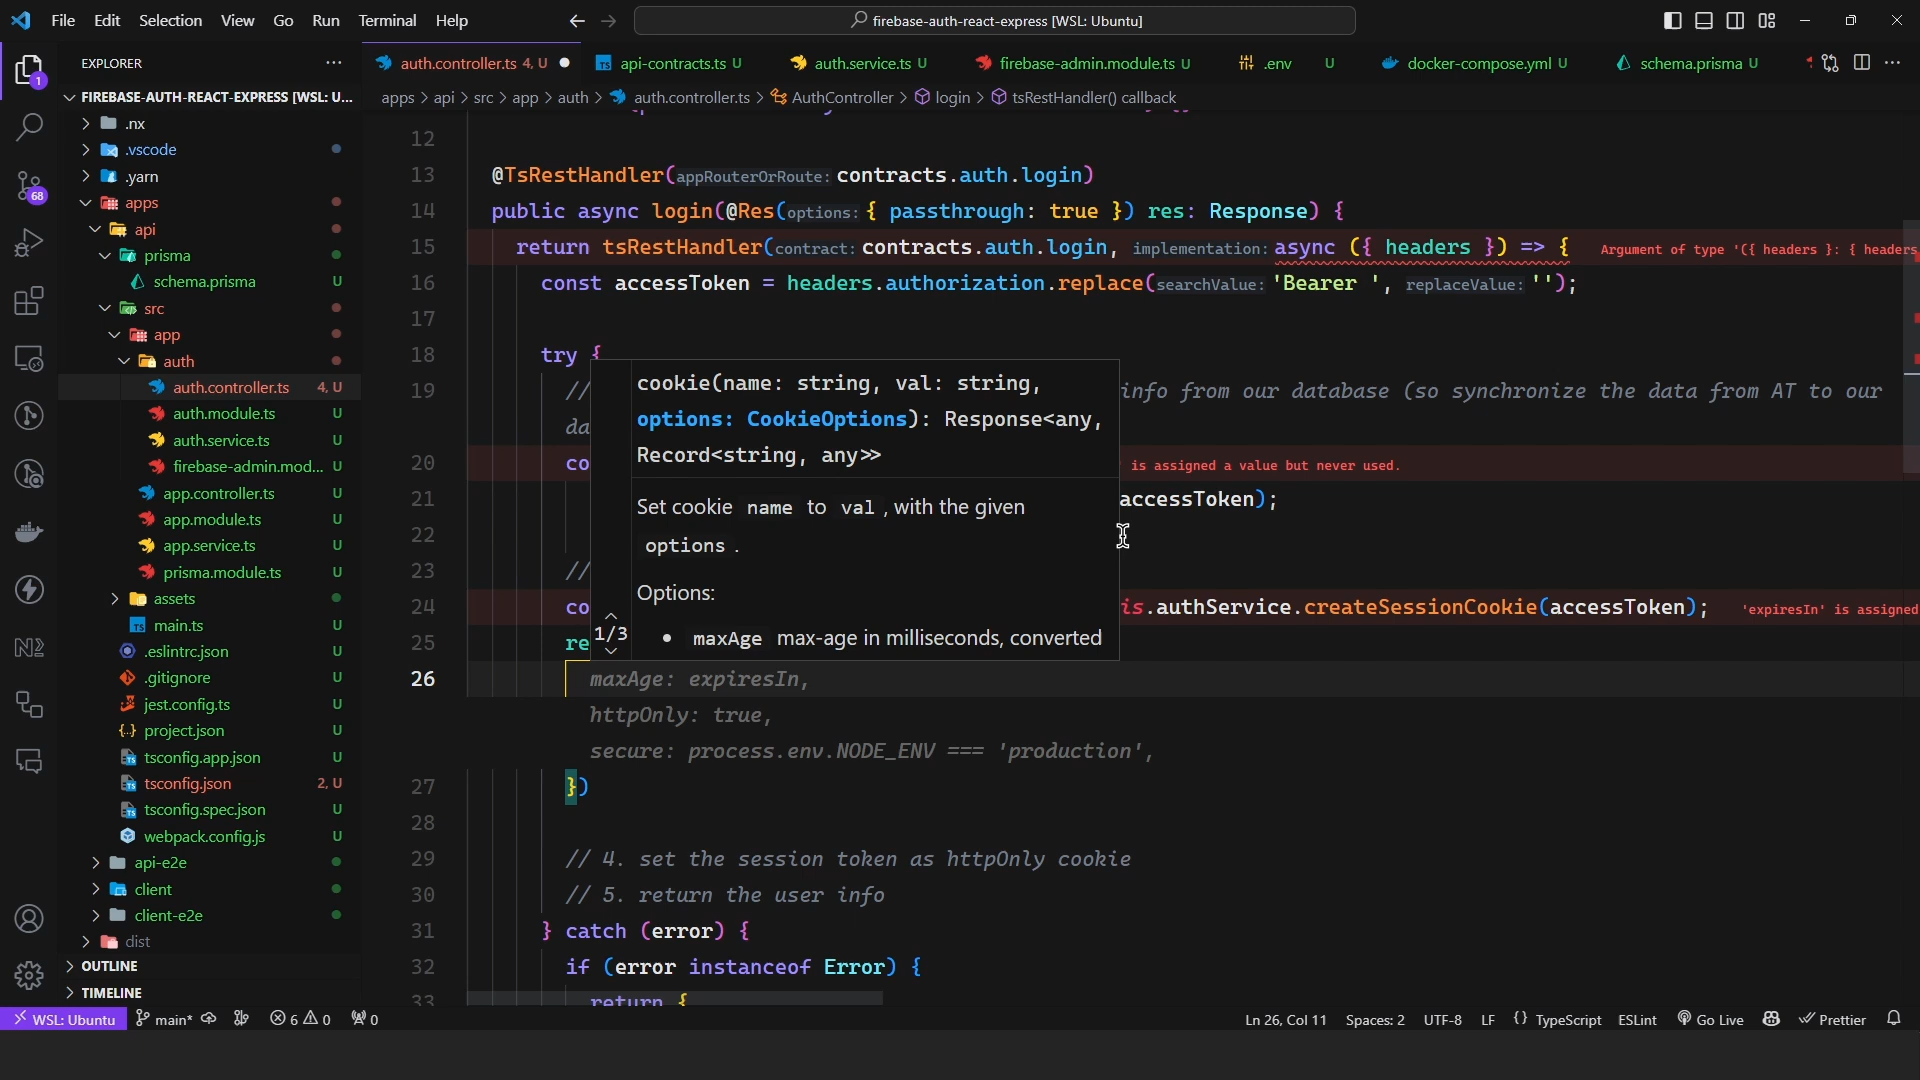 File Edit Selection View Go Run Terminal Help
firebase-auth-react-express [WSL: Ubuntu]
EXPLORER
auth.controller.ts 4, U
api-contracts.ts U
auth.service.ts U
firebase-admin.module.ts U
.env U
docker-compose.yml U
schema.prisma U
FIREBASE-AUTH-REACT-EXPRESS [WSL: U...
apps > api > src > app > auth > auth.controller.ts > AuthController > login > tsRestHandler() callback
1
68
.nx
.vscode
.yarn
apps
api
prisma
schema.prisma U
src
app
auth
auth.controller.ts 4, U
auth.module.ts U
auth.service.ts U
firebase-admin.mod... U
app.controller.ts U
app.module.ts U
app.service.ts U
prisma.module.ts U
assets
main.ts U
.eslintrc.json U
.gitignore U
jest.config.ts U
project.json U
tsconfig.app.json U
tsconfig.json 2, U
tsconfig.spec.json U
webpack.config.js U
api-e2e
client
client-e2e
dist
OUTLINE
TIMELINE
12
13 @TsRestHandler(appRouterOrRoute: contracts.auth.login)
14 public async login(@Res(options: { passthrough: true }) res: Response) {
15 return tsRestHandler(contract: contracts.auth.login, implementation: async ({ headers }) => { Argument of type '({ headers }: { headers
16 const accessToken = headers.authorization.replace(searchValue: 'Bearer ', replaceValue: '');
17
18 try {
19 // info from our database (so synchronize the data from AT to our
da
20 co is assigned a value but never used.
21 accessToken);
22
23 //
24 co is.authService.createSessionCookie(accessToken); 'expiresIn' is assigned
25 re
26 maxAge: expiresIn,
httpOnly: true,
secure: process.env.NODE_ENV === 'production',
27 })
28
29 // 4. set the session token as httpOnly cookie
30 // 5. return the user info
31 } catch (error) {
32 if (error instanceof Error) {
33 return {
cookie(name: string, val: string,
options: CookieOptions): Response<any,
Record<string, any>>
Set cookie name to val , with the given
options .
Options:
1/3
• maxAge max-age in milliseconds, converted
WSL: Ubuntu main* 6 0 0 Ln 26, Col 11 Spaces: 2 UTF-8 LF {} TypeScript ESLint Go Live Prettier